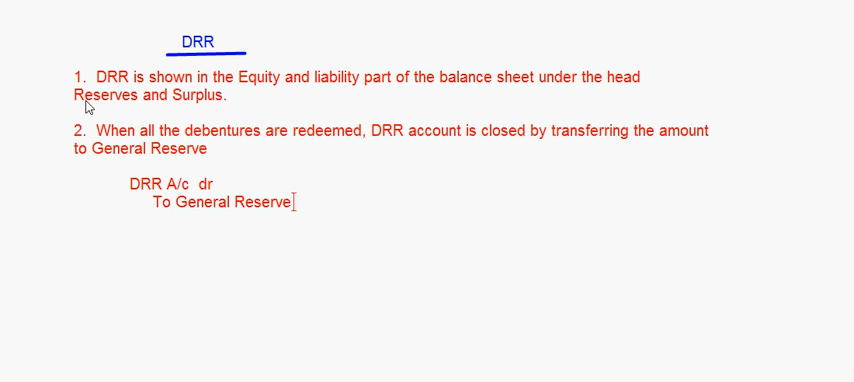 DRR
1. DRR is shown in the Equity and liability part of the balance sheet under the head
Reserves and Surplus.
2. When all the debentures are redeemed, DRR account is closed by transferring the amount
to General Reserve
DRR A/c dr
To General Reserve